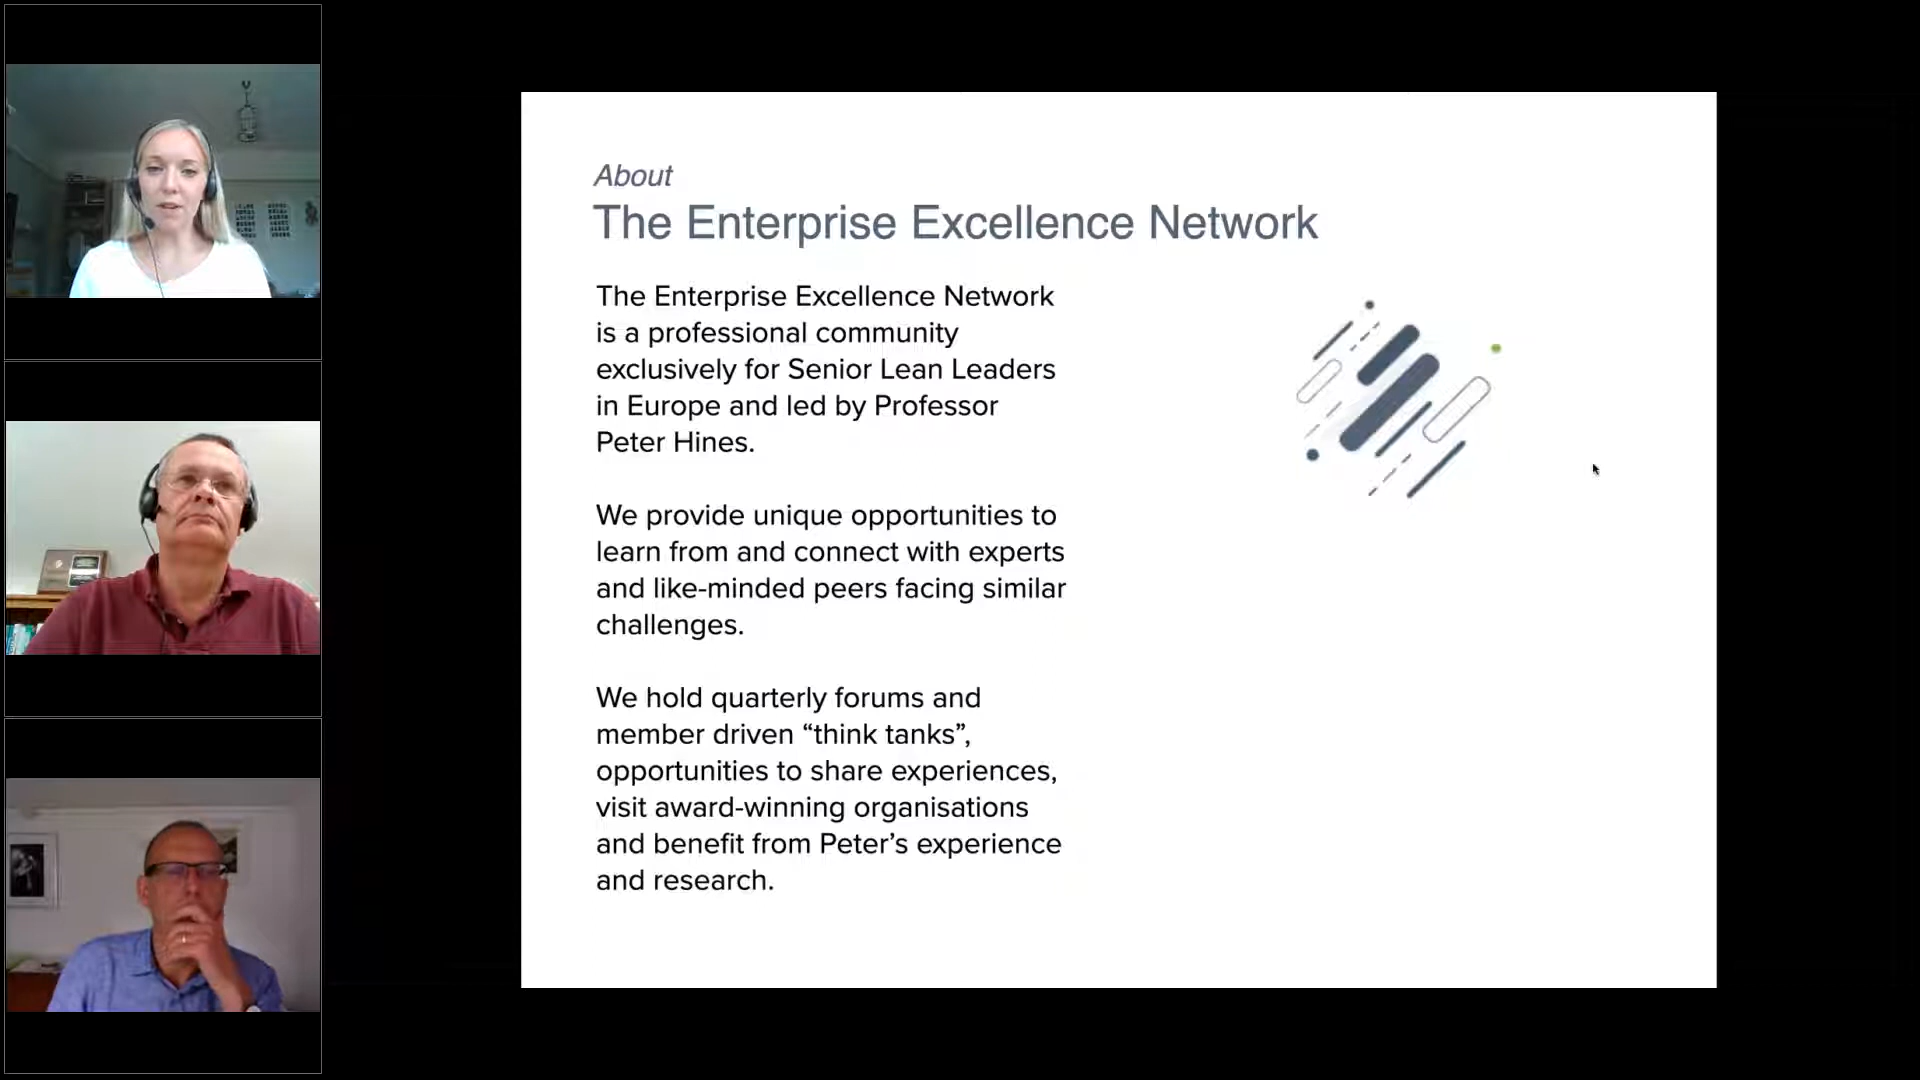 About
The Enterprise Excellence Network
The Enterprise Excellence Network
is a professional community
exclusively for Senior Lean Leaders
in Europe and led by Professor
Peter Hines.
We provide unique opportunities to
learn from and connect with experts
and like-minded peers facing similar
challenges.
We hold quarterly forums and
member driven “think tanks”,
opportunities to share experiences,
visit award-winning organisations
and benefit from Peter’s experience
and research.